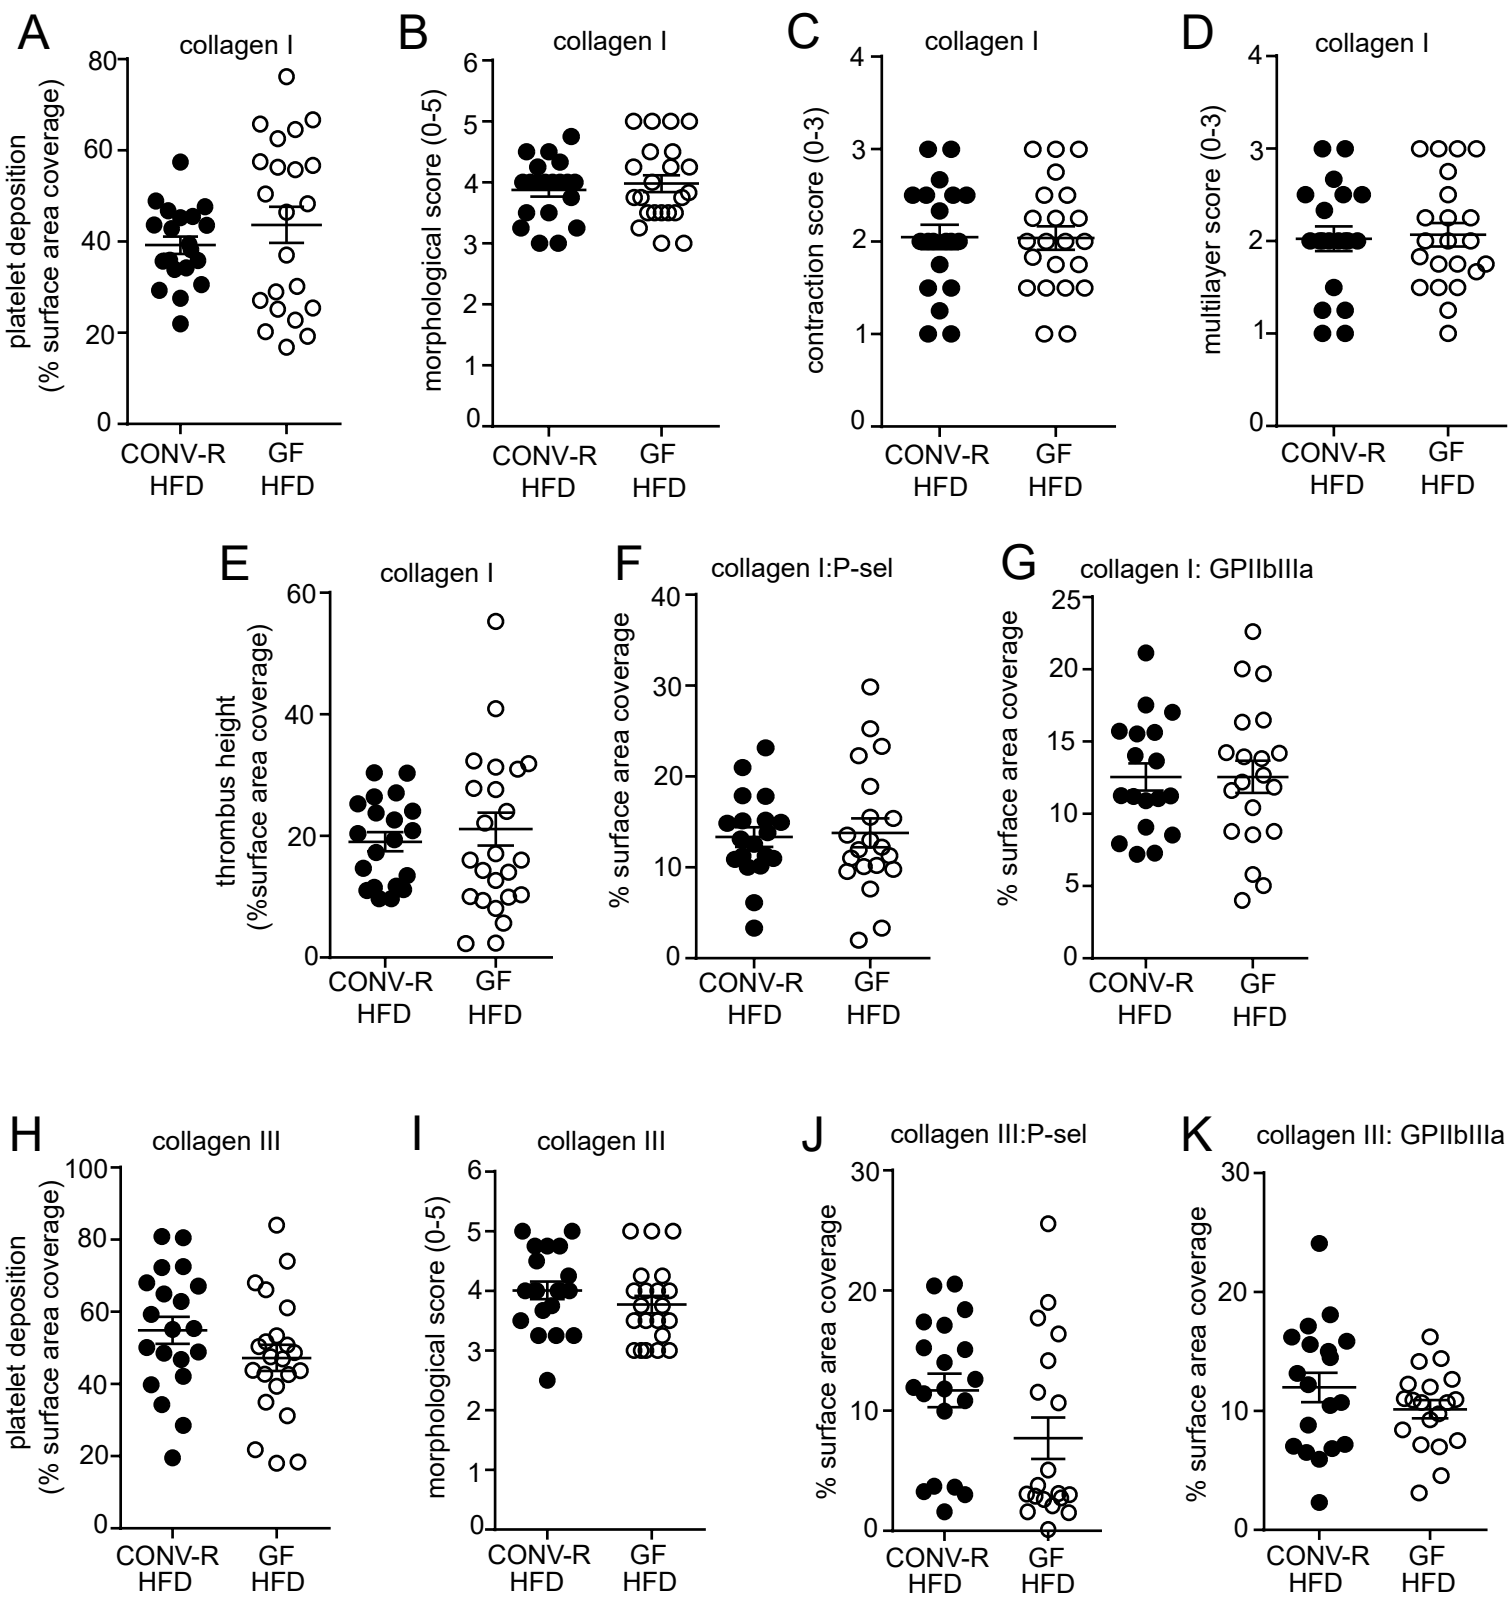 A
collagen I
platelet deposition
(% surface area coverage)
80
60
40
20
0
CONV-R
HFD
GF
HFD
B
collagen I
morphological score (0-5)
6
5
4
3
2
1
0
CONV-R
HFD
GF
HFD
C
collagen I
contraction score (0-3)
4
3
2
1
0
CONV-R
HFD
GF
HFD
D
collagen I
multilayer score (0-3)
4
3
2
1
0
CONV-R
HFD
GF
HFD
E
collagen I
thrombus height
(%surface area coverage)
60
40
20
0
CONV-R
HFD
GF
HFD
F
collagen I:P-sel
% surface area coverage
40
30
20
10
0
CONV-R
HFD
GF
HFD
G
collagen I: GPIIbIIIa
% surface area coverage
25
20
15
10
5
0
CONV-R
HFD
GF
HFD
H
collagen III
platelet deposition
(% surface area coverage)
100
80
60
40
20
0
CONV-R
HFD
GF
HFD
I
collagen III
morphological score (0-5)
6
5
4
3
2
1
0
CONV-R
HFD
GF
HFD
J
collagen III:P-sel
% surface area coverage
30
20
10
0
CONV-R
HFD
GF
HFD
K
collagen III: GPIIbIIIa
% surface area coverage
30
20
10
0
CONV-R
HFD
GF
HFD